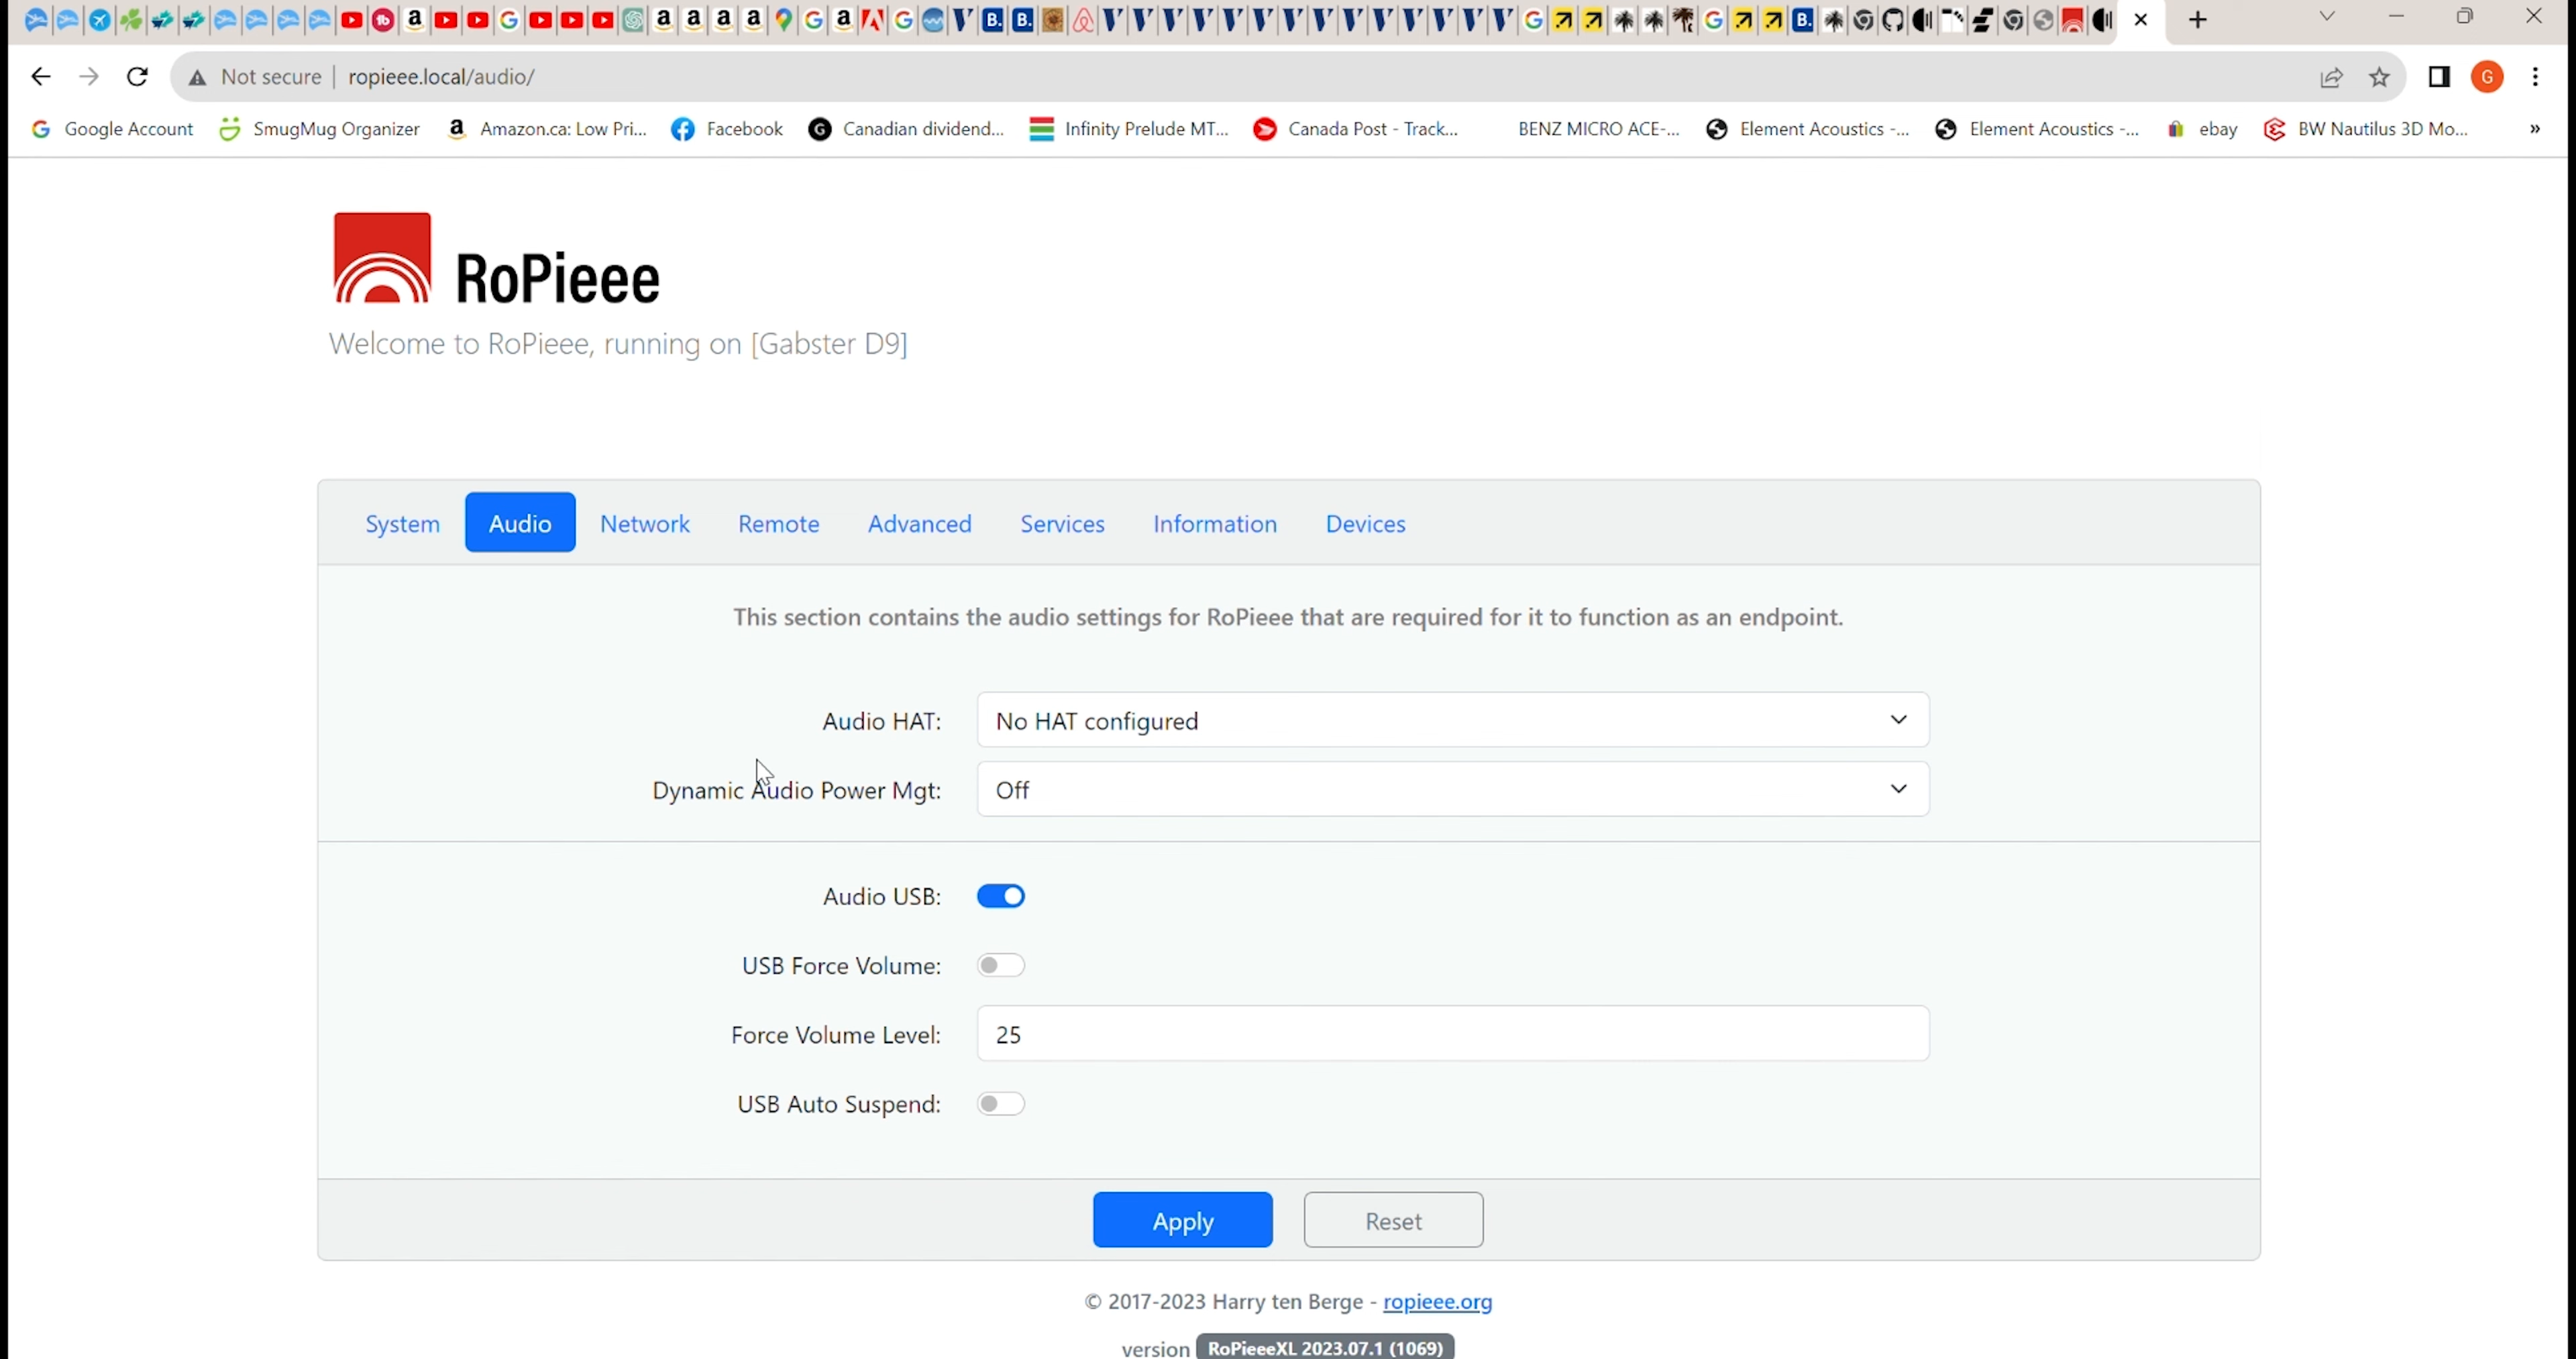 Not secure | ropieee.local/audio/
G
Google Account SmugMug Organizer Amazon.ca: Low Pri... Facebook Canadian dividend... Infinity Prelude MT... Canada Post - Track... BENZ MICRO ACE-... Element Acoustics -... Element Acoustics -... ebay BW Nautilus 3D Mo... »
RoPieee
Welcome to RoPieee, running on [Gabster D9]
System Audio Network Remote Advanced Services Information Devices
This section contains the audio settings for RoPieee that are required for it to function as an endpoint.
Audio HAT: No HAT configured
Dynamic Audio Power Mgt: Off
Audio USB:
USB Force Volume:
Force Volume Level: 25
USB Auto Suspend:
Apply Reset
© 2017-2023 Harry ten Berge - ropieee.org
version RoPieeeXL 2023.07.1 (1069)